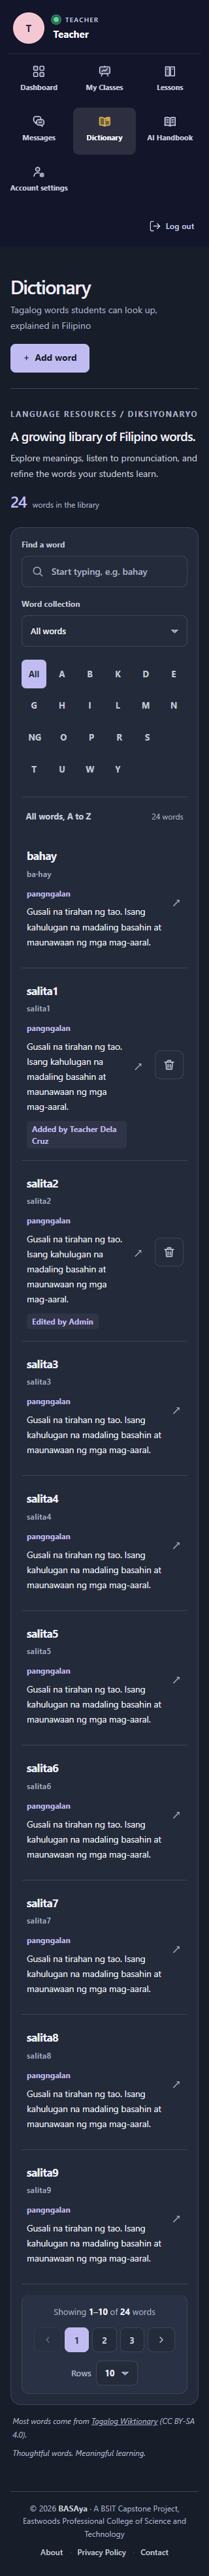 T
TEACHER
Teacher
Dashboard
My Classes
Lessons
Messages
Dictionary
AI Handbook
Account settings
Log out
Dictionary
Tagalog words students can look up,
explained in Filipino
+ Add word
LANGUAGE RESOURCES / DIKSIYONARYO
A growing library of Filipino words.
Explore meanings, listen to pronunciation, and
refine the words your students learn.
24 words in the library
Find a word
Start typing, e.g. bahay
Word collection
All words
All A B K D E
G H I L M N
NG O P R S
T U W Y
All words, A to Z
24 words
bahay
ba·hay
pangngalan
Gusali na tirahan ng tao. Isang
kahulugan na madaling basahin at
maunawaan ng mga mag-aaral.
salita1
salita1
pangngalan
Gusali na tirahan ng tao.
Isang kahulugan na
madaling basahin at
maunawaan ng mga
mag-aaral.
Added by Teacher Dela
Cruz
salita2
salita2
pangngalan
Gusali na tirahan ng tao.
Isang kahulugan na
madaling basahin at
maunawaan ng mga
mag-aaral.
Edited by Admin
salita3
salita3
pangngalan
Gusali na tirahan ng tao. Isang
kahulugan na madaling basahin at
maunawaan ng mga mag-aaral.
salita4
salita4
pangngalan
Gusali na tirahan ng tao. Isang
kahulugan na madaling basahin at
maunawaan ng mga mag-aaral.
salita5
salita5
pangngalan
Gusali na tirahan ng tao. Isang
kahulugan na madaling basahin at
maunawaan ng mga mag-aaral.
salita6
salita6
pangngalan
Gusali na tirahan ng tao. Isang
kahulugan na madaling basahin at
maunawaan ng mga mag-aaral.
salita7
salita7
pangngalan
Gusali na tirahan ng tao. Isang
kahulugan na madaling basahin at
maunawaan ng mga mag-aaral.
salita8
salita8
pangngalan
Gusali na tirahan ng tao. Isang
kahulugan na madaling basahin at
maunawaan ng mga mag-aaral.
salita9
salita9
pangngalan
Gusali na tirahan ng tao. Isang
kahulugan na madaling basahin at
maunawaan ng mga mag-aaral.
Showing 1–10 of 24 words
‹ 1 2 3 ›
Rows 10
Most words come from Tagalog Wiktionary (CC BY-SA
4.0).
Thoughtful words. Meaningful learning.
© 2026 BASAya · A BSIT Capstone Project,
Eastwoods Professional College of Science and
Technology
About · Privacy Policy · Contact